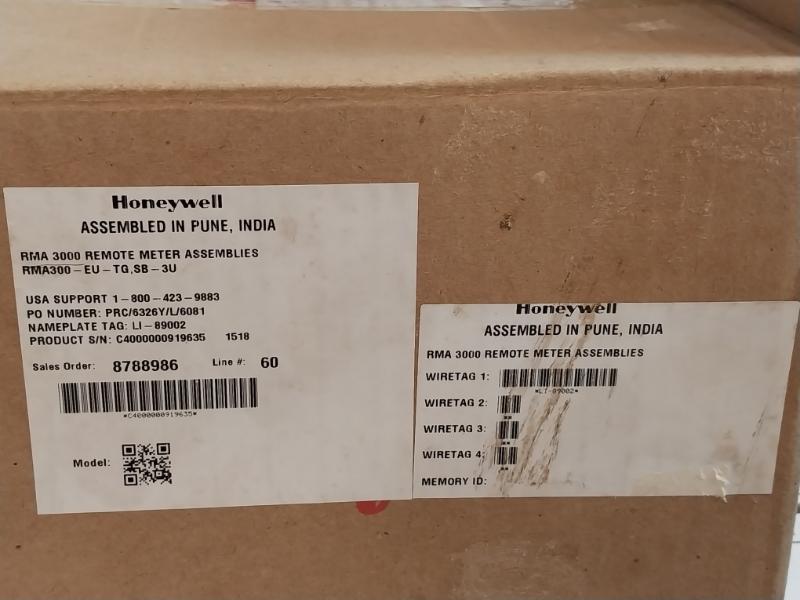 Honeywell
ASSEMBLED IN PUNE, INDIA
RMA 3000 REMOTE METER ASSEMBLIES
RMA300-EU-TG,SB-3U
USA SUPPORT 1-800-423-9883
PO NUMBER: PRC/6326Y/L/6081
NAMEPLATE TAG: LI-89002
PRODUCT S/N: C4000000919635 1518
Sales Order: 8788986 Line #: 60
*C4000000919635*
Model:
Honeywell
ASSEMBLED IN PUNE, INDIA
RMA 3000 REMOTE METER ASSEMBLIES
WIRETAG 1:
*LI-89002*
WIRETAG 2:
**
WIRETAG 3:
**
WIRETAG 4:
**
MEMORY ID: